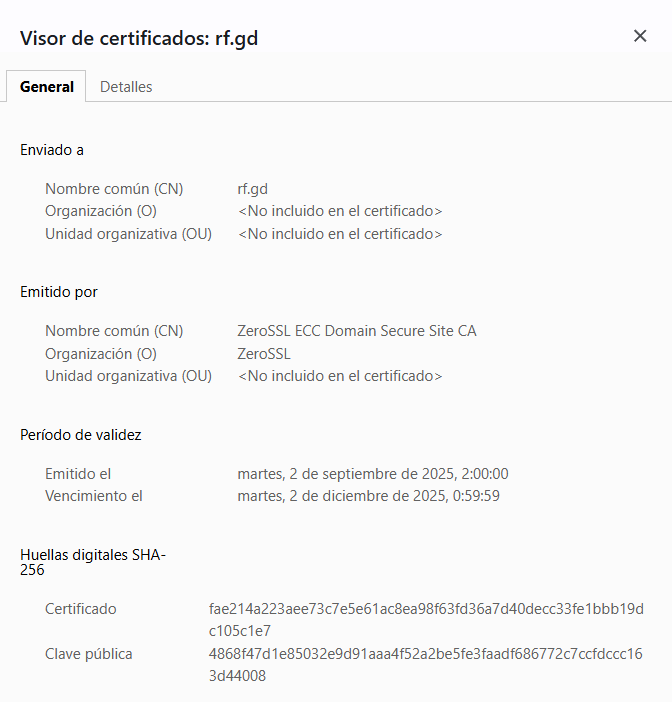 Visor de certificados: rf.gd
General Detalles
Enviado a
Nombre común (CN) rf.gd
Organización (O) <No incluido en el certificado>
Unidad organizativa (OU) <No incluido en el certificado>
Emitido por
Nombre común (CN) ZeroSSL ECC Domain Secure Site CA
Organización (O) ZeroSSL
Unidad organizativa (OU) <No incluido en el certificado>
Período de validez
Emitido el martes, 2 de septiembre de 2025, 2:00:00
Vencimiento el martes, 2 de diciembre de 2025, 0:59:59
Huellas digitales SHA-
256
Certificado fae214a223aee73c7e5e61ac8ea98f63fd36a7d40decc33fe1bbb19d
c105c1e7
Clave pública 4868f47d1e85032e9d91aaa4f52a2be5fe3faadf686772c7ccfdccc16
3d44008